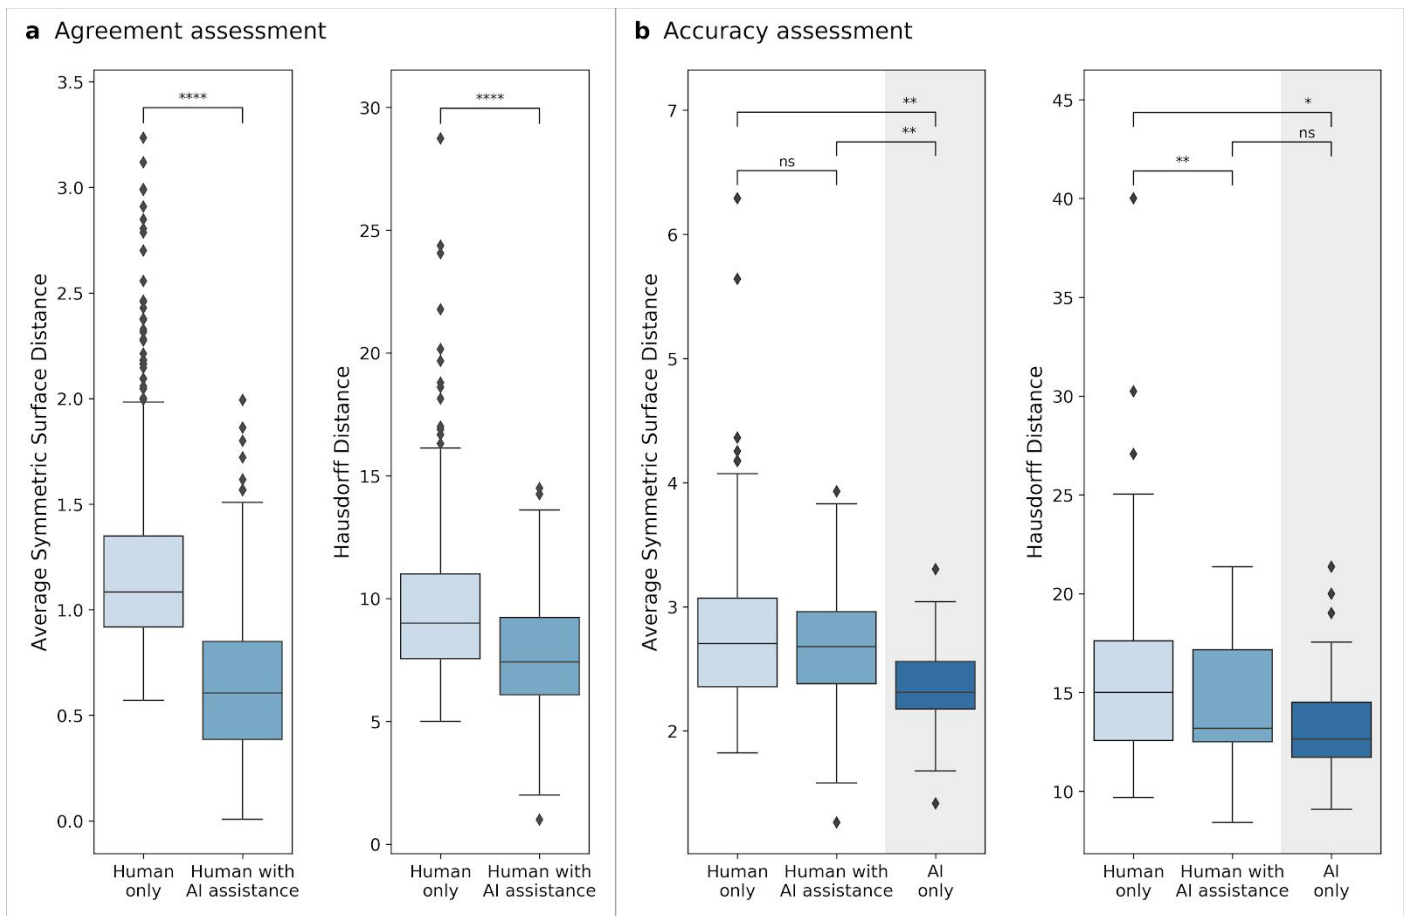 a Agreement assessment
Average Symmetric Surface Distance
3.5
3.0
2.5
2.0
1.5
1.0
0.5
0.0
****
Human only
Human with AI assistance
Hausdorff Distance
30
25
20
15
10
5
0
****
Human only
Human with AI assistance
b Accuracy assessment
Average Symmetric Surface Distance
7
6
5
4
3
2
**
**
ns
Human only
Human with AI assistance
AI only
Hausdorff Distance
45
40
35
30
25
20
15
10
*
ns
**
Human only
Human with AI assistance
AI only